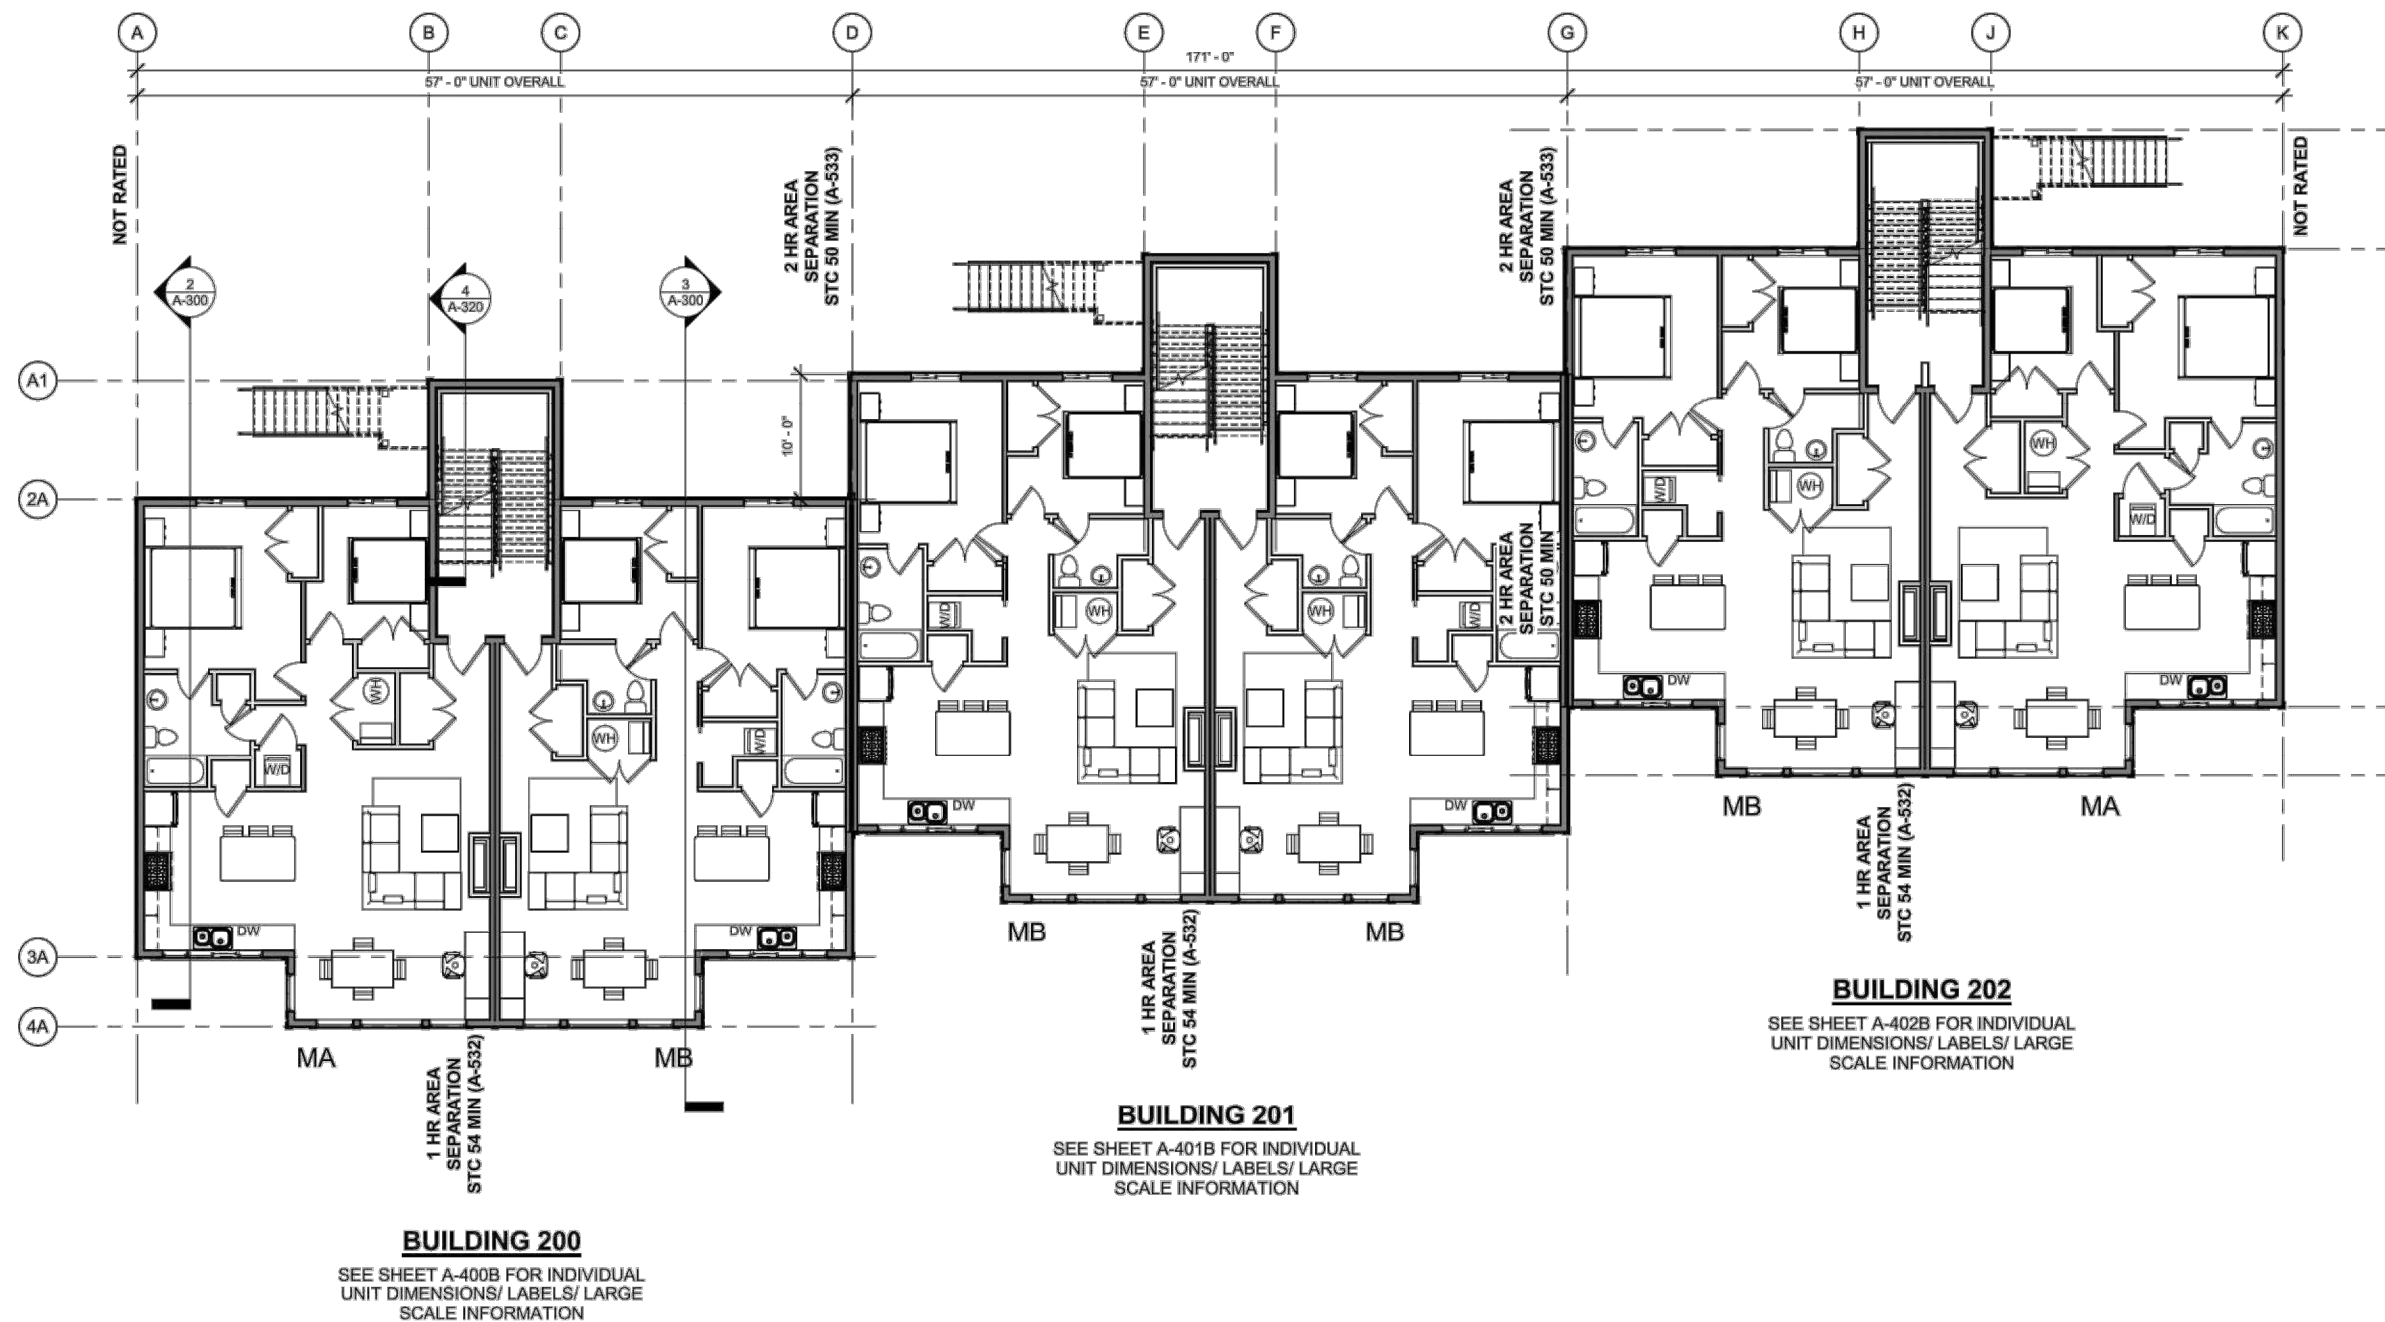 A
B
C
D
E
F
G
H
J
K
171' - 0"
57' - 0" UNIT OVERALL
57' - 0" UNIT OVERALL
57' - 0" UNIT OVERALL
NOT RATED
2 HR AREA
SEPARATION
STC 50 MIN (A-533)
2 HR AREA
SEPARATION
STC 50 MIN (A-533)
NOT RATED
2
A-300
4
A-320
3
A-300
A1
2A
3A
4A
10' - 0"
2 HR AREA
SEPARATION
STC 50 MIN
WH
W/D
DW
WH
W/D
DW
W/D
WH
DW
WH
W/D
DW
W/D
WH
DW
WH
W/D
DW
MB
MA
1 HR AREA
SEPARATION
STC 54 MIN (A-532)
MB
MB
1 HR AREA
SEPARATION
STC 54 MIN (A-532)
MA
MB
1 HR AREA
SEPARATION
STC 54 MIN (A-532)
BUILDING 202
SEE SHEET A-402B FOR INDIVIDUAL
UNIT DIMENSIONS/ LABELS/ LARGE
SCALE INFORMATION
BUILDING 201
SEE SHEET A-401B FOR INDIVIDUAL
UNIT DIMENSIONS/ LABELS/ LARGE
SCALE INFORMATION
BUILDING 200
SEE SHEET A-400B FOR INDIVIDUAL
UNIT DIMENSIONS/ LABELS/ LARGE
SCALE INFORMATION